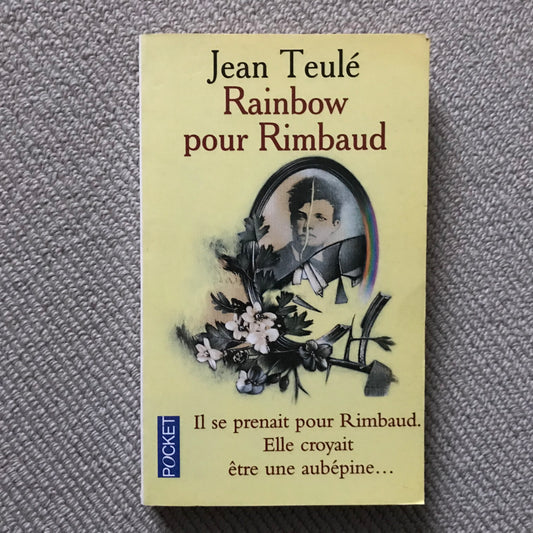 Jean Teulé
Rainbow
pour Rimbaud
Il se prenait pour Rimbaud.
Elle croyait
être une aubépine...
POCKET